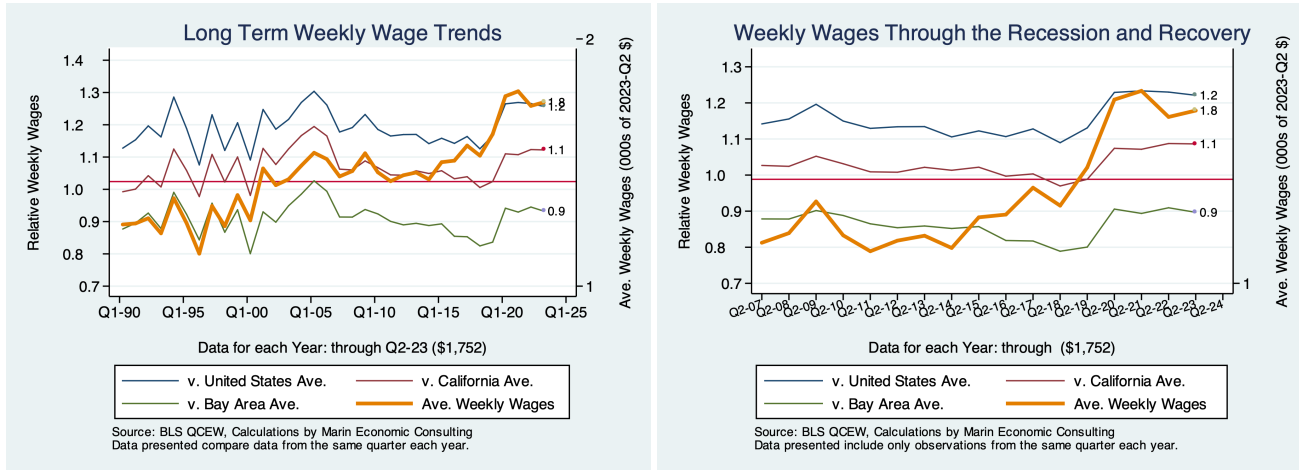 Long Term Weekly Wage Trends
Relative Weekly Wages
1.4
1.3
1.2
1.1
1.0
0.9
0.8
0.7
2
1
Ave. Weekly Wages (000s of 2023-Q2 $)
1.8
1.1
0.9
Q1-90 Q1-95 Q1-00 Q1-05 Q1-10 Q1-15 Q1-20 Q1-25
Data for each Year: through Q2-23 ($1,752)
v. United States Ave. v. California Ave.
v. Bay Area Ave. Ave. Weekly Wages
Source: BLS QCEW, Calculations by Marin Economic Consulting
Data presented compare data from the same quarter each year.
Weekly Wages Through the Recession and Recovery
Relative Weekly Wages
1.3
1.2
1.1
1.0
0.9
0.8
0.7
1
Ave. Weekly Wages (000s of 2023-Q2 $)
1.2
1.8
1.1
0.9
Q2-07 Q2-08 Q2-09 Q2-10 Q2-11 Q2-12 Q2-13 Q2-14 Q2-15 Q2-16 Q2-17 Q2-18 Q2-19 Q2-20 Q2-21 Q2-22 Q2-23 Q2-24
Data for each Year: through ($1,752)
v. United States Ave. v. California Ave.
v. Bay Area Ave. Ave. Weekly Wages
Source: BLS QCEW, Calculations by Marin Economic Consulting
Data presented include only observations from the same quarter each year.